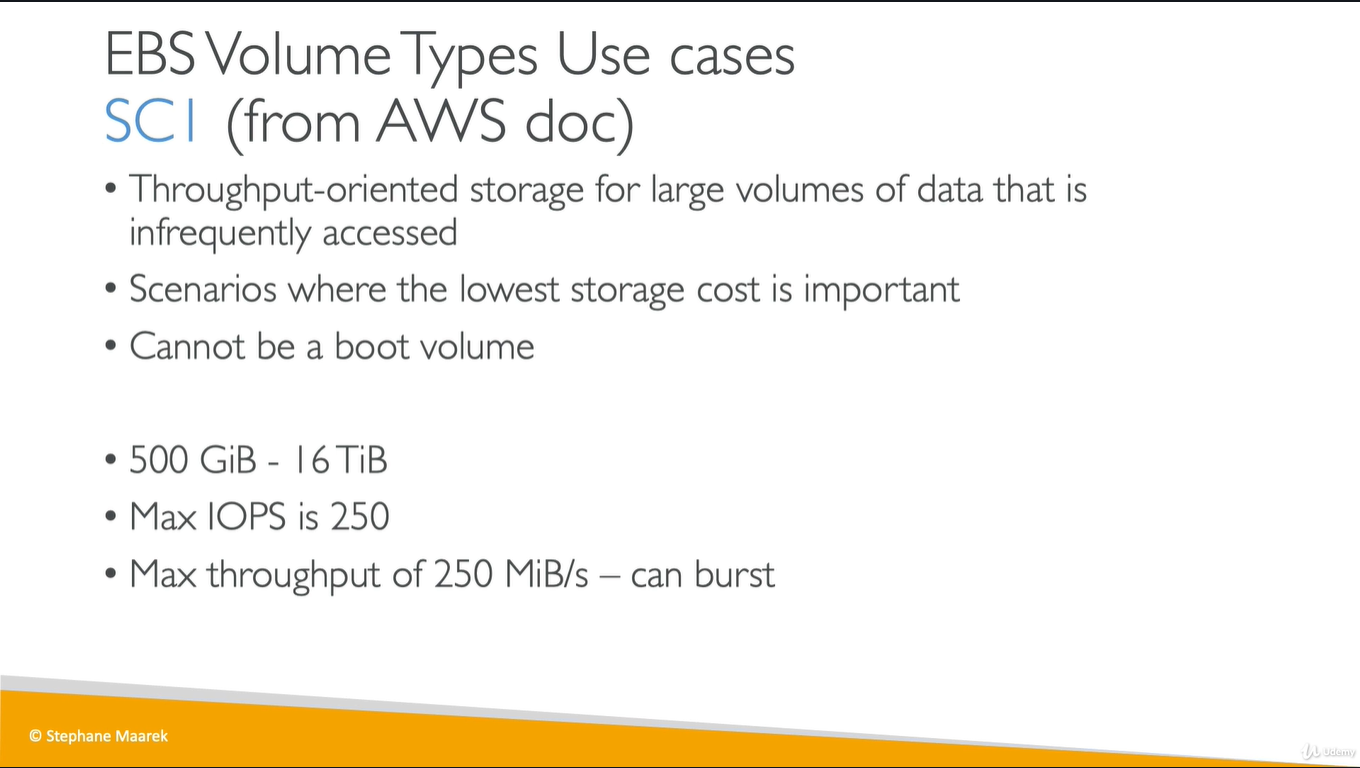 EBS Volume Types Use cases
SC1 (from AWS doc)
• Throughput-oriented storage for large volumes of data that is
infrequently accessed
• Scenarios where the lowest storage cost is important
• Cannot be a boot volume
• 500 GiB - 16 TiB
• Max IOPS is 250
• Max throughput of 250 MiB/s – can burst
© Stephane Maarek
Udemy